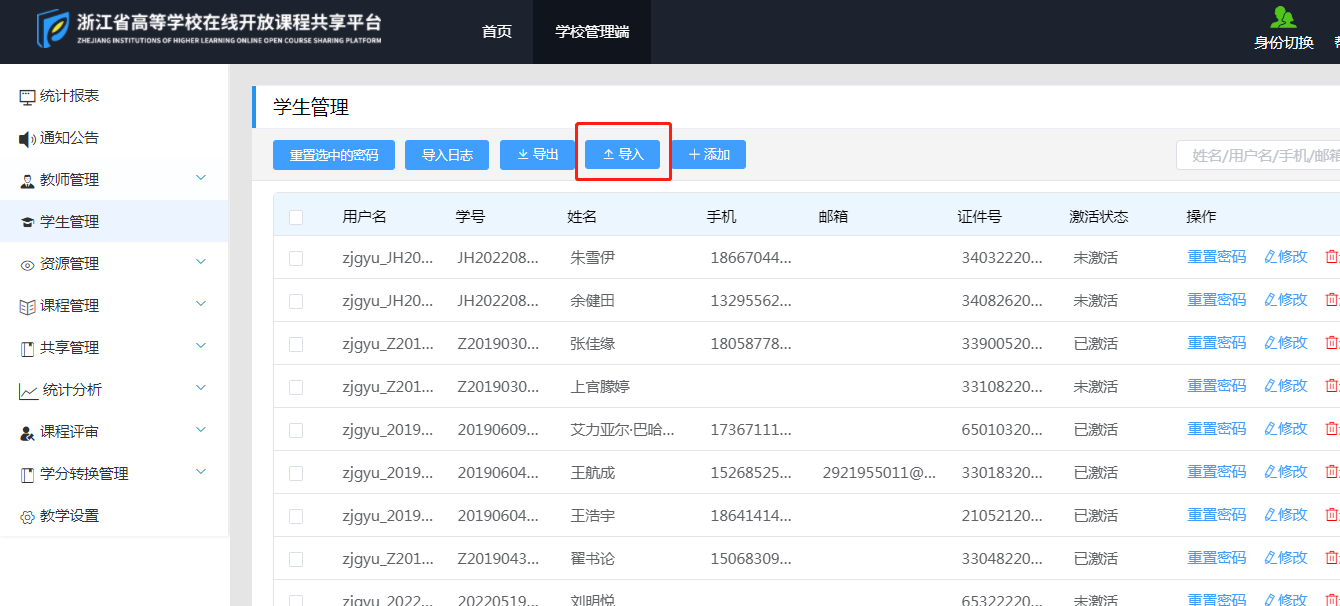 浙江省高等学校在线开放课程共享平台
ZHEJIANG INSTITUTIONS OF HIGHER LEARNING ONLINE OPEN COURSE SHARING PLATFORM
首页 学校管理端 身份切换
统计报表
通知公告
教师管理
学生管理
资源管理
课程管理
共享管理
统计分析
课程评审
学分转换管理
教学设置
学生管理
重置选中的密码 导入日志 导出 导入 添加 姓名/用户名/手机/邮箱
用户名 学号 姓名 手机 邮箱 证件号 激活状态 操作
zjgyu_JH20... JH202208... 朱雪伊 18667044... 34032220... 未激活 重置密码 修改
zjgyu_JH20... JH202208... 余健田 13295562... 34082620... 未激活 重置密码 修改
zjgyu_Z201... Z2019030... 张佳缘 18058778... 33900520... 已激活 重置密码 修改
zjgyu_Z201... Z2019030... 上官朦婷 33108220... 未激活 重置密码 修改
zjgyu_2019... 20190609... 艾力亚尔·巴哈... 17367111... 65010320... 已激活 重置密码 修改
zjgyu_2019... 20190604... 王航成 15268525... 2921955011@... 33018320... 已激活 重置密码 修改
zjgyu_2019... 20190604... 王浩宇 18641414... 21052120... 已激活 重置密码 修改
zjgyu_Z201... Z2019043... 翟书论 15068309... 33048220... 已激活 重置密码 修改
zjgyu_2022... 20220519... 刘明悦 65322220... 未激活 重置密码 修改